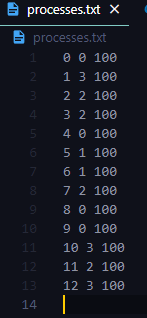 processes.txt ×
processes.txt
1 0 0 100
2 1 3 100
3 2 2 100
4 3 2 100
5 4 0 100
6 5 1 100
7 6 1 100
8 7 2 100
9 8 0 100
10 9 0 100
11 10 3 100
12 11 2 100
13 12 3 100
14